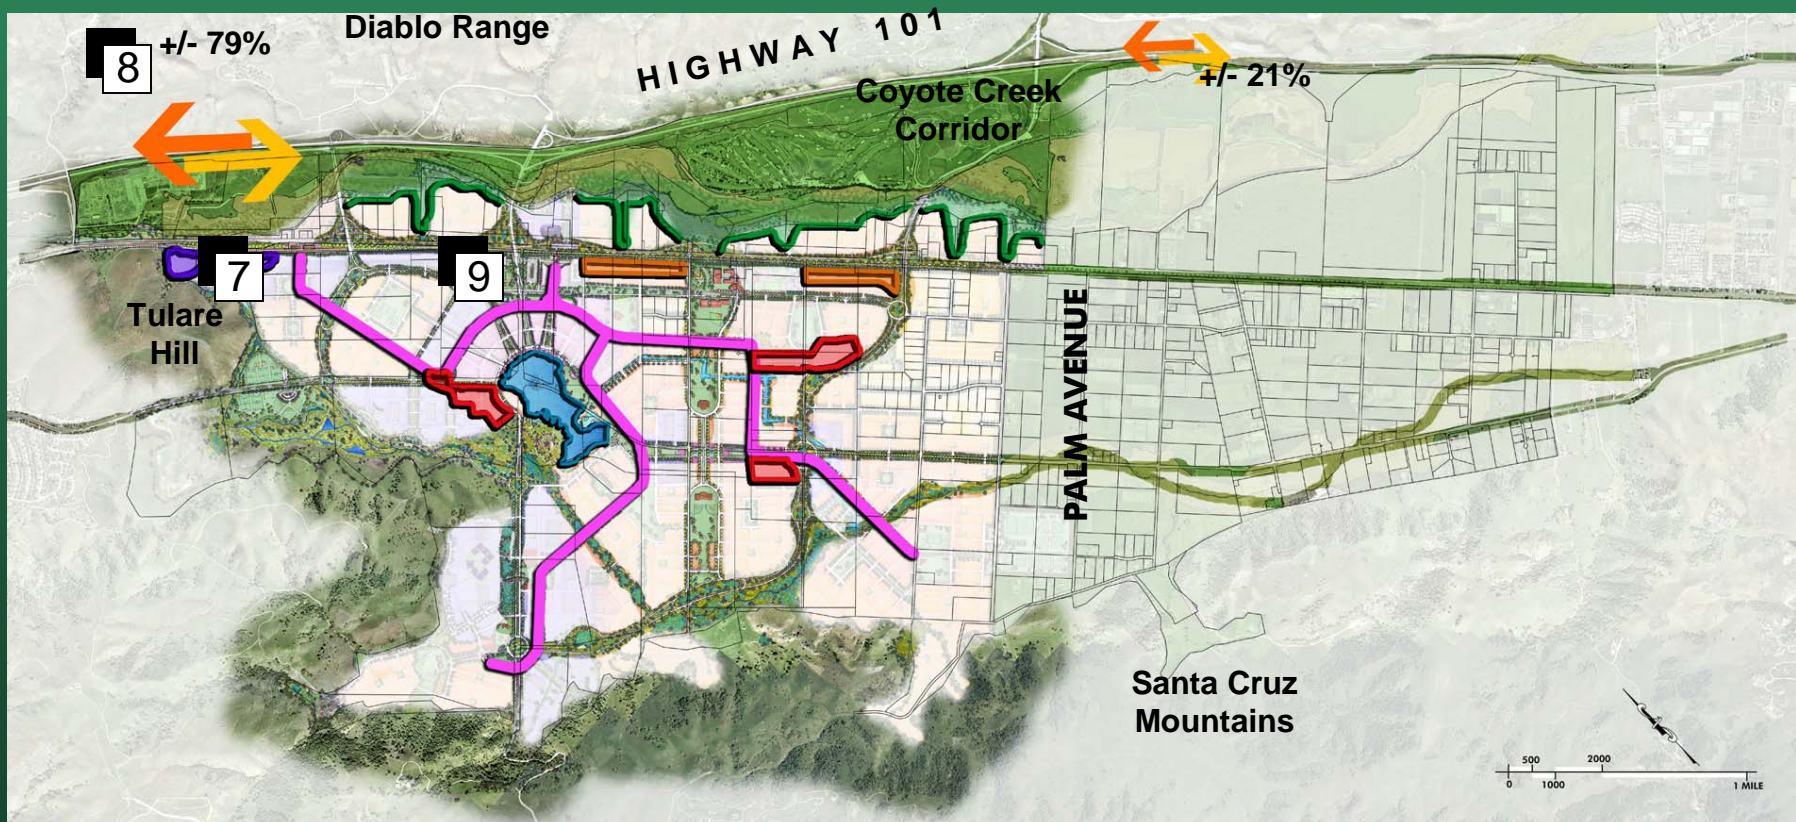 Diablo Range
HIGHWAY 101
+/- 79%
8
+/- 21%
Coyote Creek
Corridor
7
9
Tulare
Hill
PALM AVENUE
Santa Cruz
Mountains
500 2000
0 1000 1 MILE